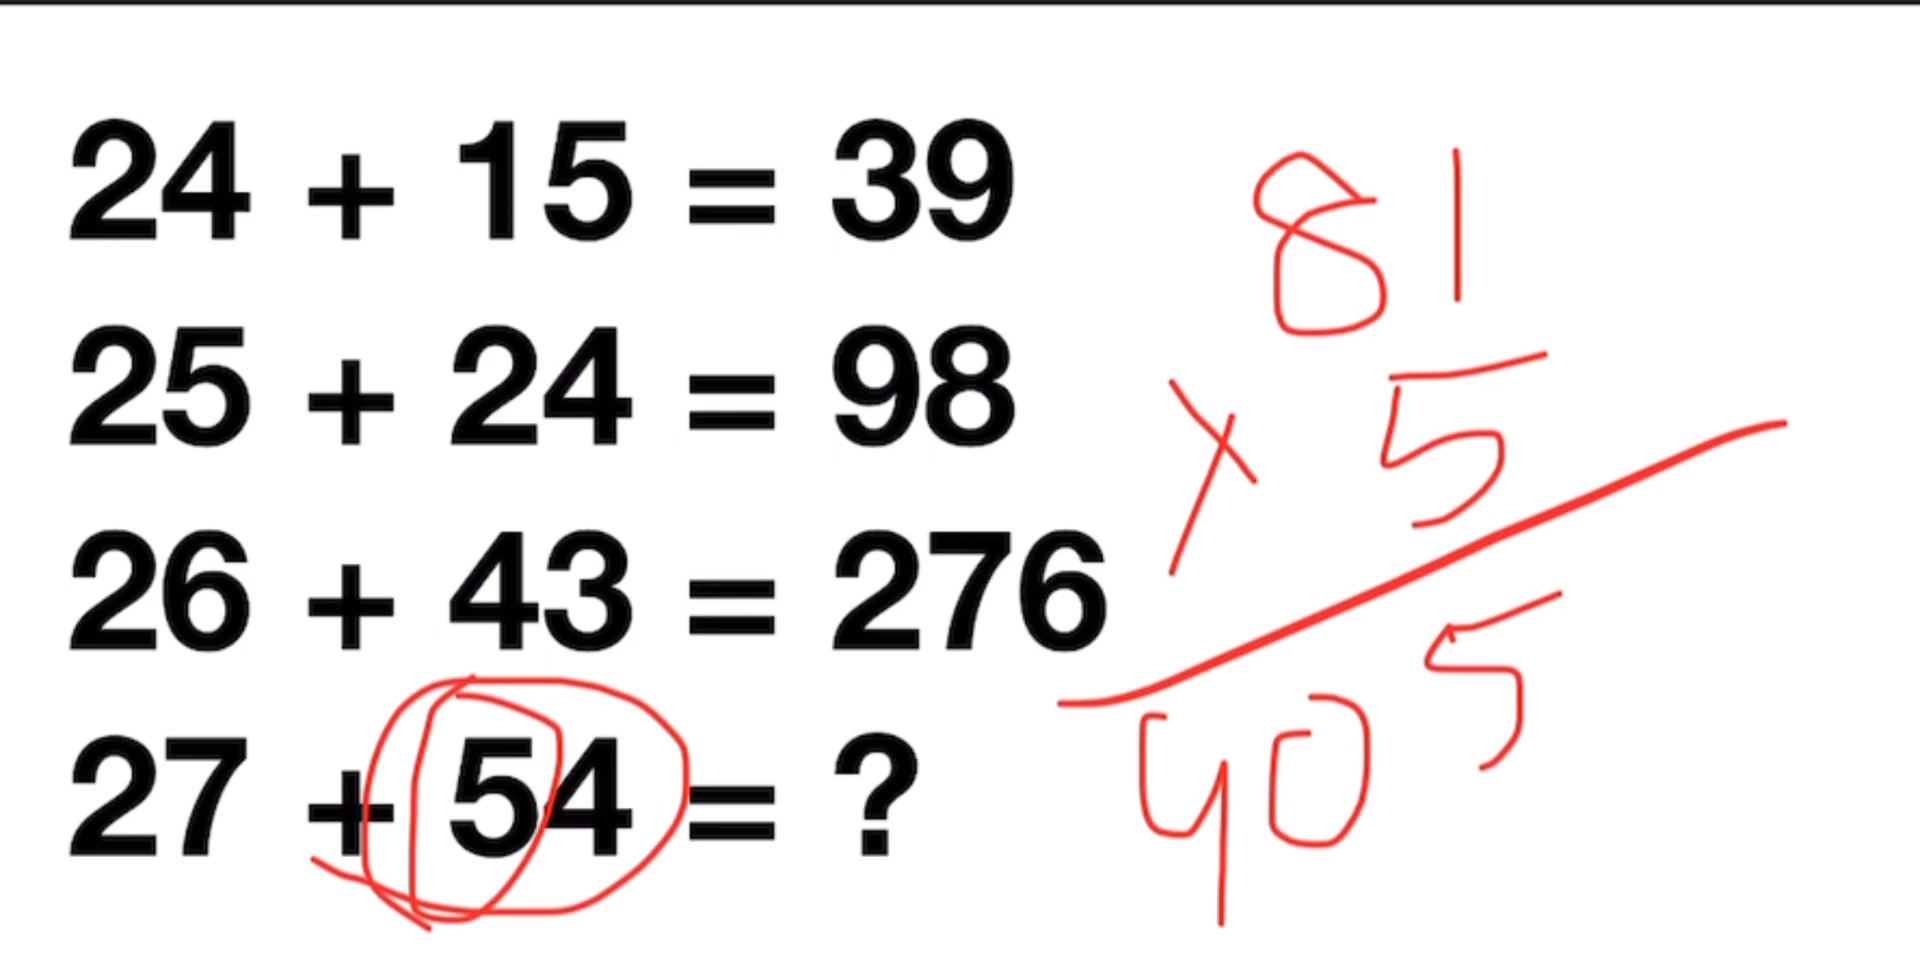 24 + 15 = 39
25 + 24 = 98
26 + 43 = 276
27 + 54 = ?
81
× 5
405